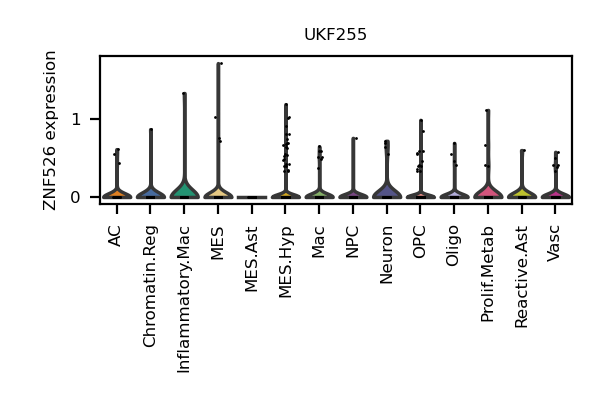 UKF255
ZNF526 expression
1
0
AC
Chromatin.Reg
Inflammatory.Mac
MES
MES.Ast
MES.Hyp
Mac
NPC
Neuron
OPC
Oligo
Prolif.Metab
Reactive.Ast
Vasc